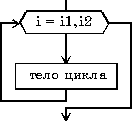 i = i1,i2
тело цикла